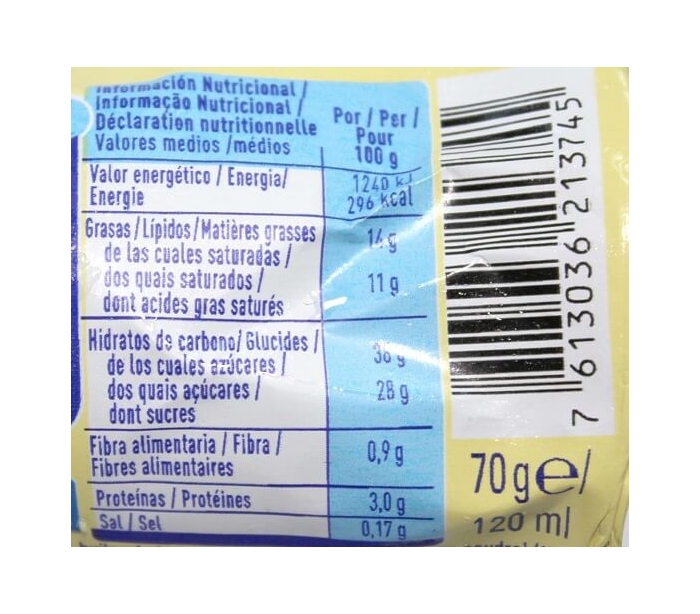 Información Nutricional /
Informação Nutricional /
Déclaration nutritionnelle
Valores medios /médios
Por / Per /
Pour
100 g
Valor energético / Energia/
Energie
1240 kJ
296 kcal
Grasas/Lípidos/Matières grasses
14 g
de las cuales saturadas /
dos quais saturados /
dont acides gras saturés
11 g
Hidratos de carbono/ Glucides /
36 g
de los cuales azúcares /
dos quais açúcares /
dont sucres
28 g
Fibra alimentaria / Fibra /
Fibres alimentaires
0,9 g
Proteínas / Protéines
3,0 g
Sal / Sel
0,17 g
7 613036 213745
70 g e/
120 ml